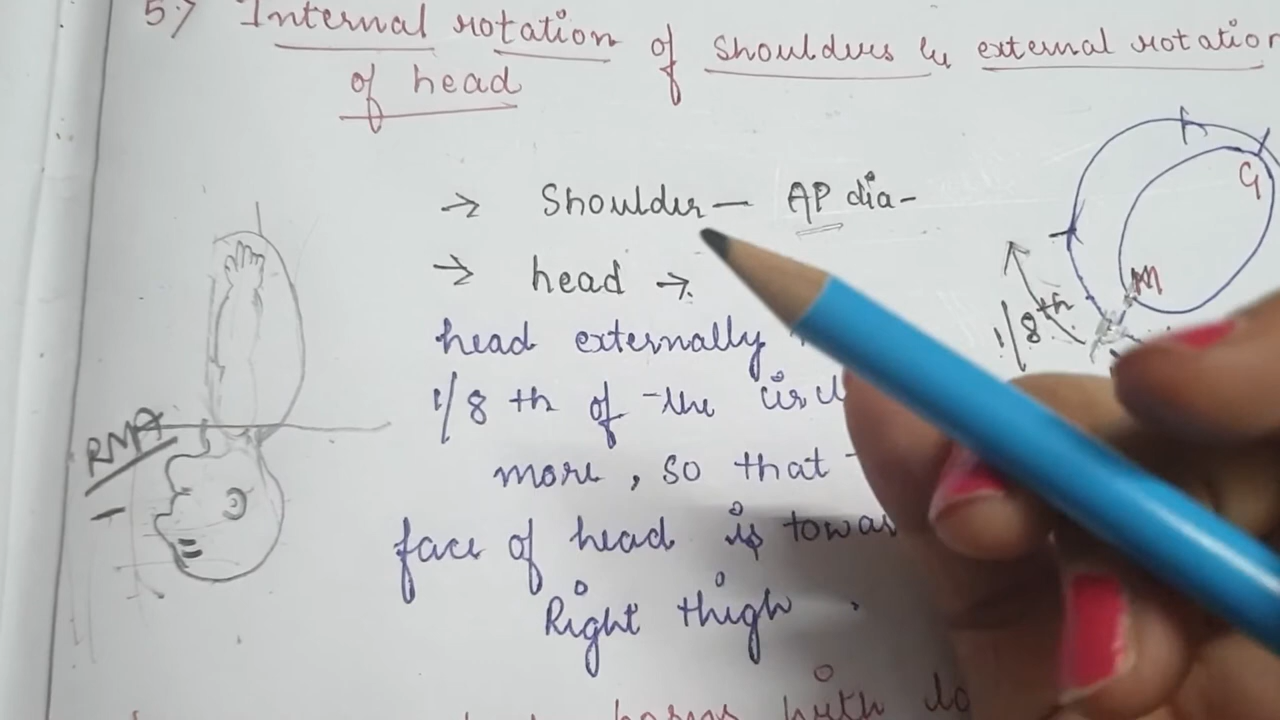 5.) Internal rotation of shoulders & external rotation
of head
→ Shoulder — AP dia-
→ head →
head externally
1/8 th of the
more, so that
face of head is
Right thigh .
RMA
G
M
1/8th
with